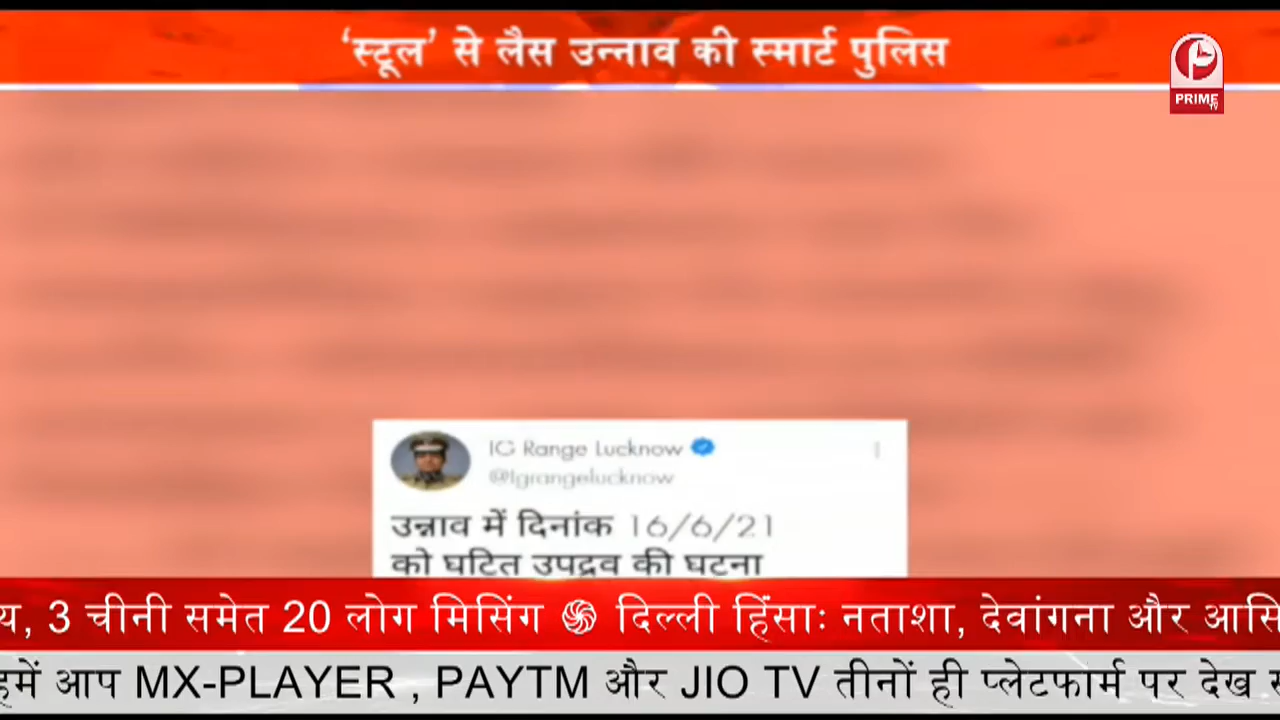 ‘स्टूल’ से लैस उन्नाव की स्मार्ट पुलिस
PRIME
TV
IG Range Lucknow
@Igrangelucknow
उन्नाव में दिनांक 16/6/21
को घटित उपद्रव की घटना
य, 3 चीनी समेत 20 लोग मिसिंग दिल्ली हिंसाः नताशा, देवांगना और आसि
हमें आप MX-PLAYER , PAYTM और JIO TV तीनों ही प्लेटफार्म पर देख स